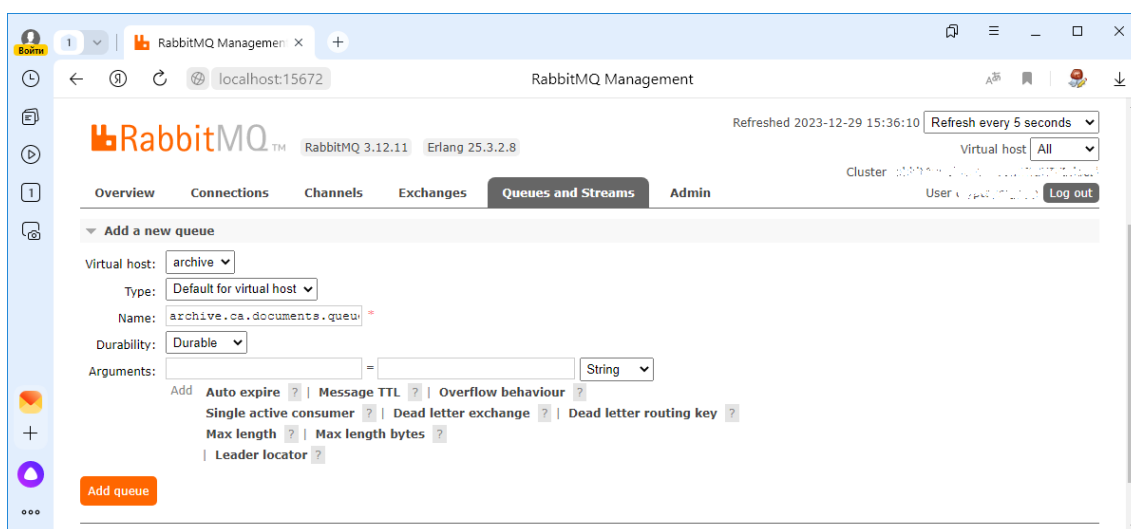 Войти
1
RabbitMQ Managemen
localhost:15672
RabbitMQ Management
RabbitMQ TM
RabbitMQ 3.12.11 Erlang 25.3.2.8
Refreshed 2023-12-29 15:36:10 Refresh every 5 seconds
Virtual host All
Cluster
Overview Connections Channels Exchanges Queues and Streams Admin
User Log out
1
Add a new queue
Virtual host: archive
Type: Default for virtual host
Name: archive.ca.documents.queu *
Durability: Durable
Arguments: = String
Add Auto expire ? | Message TTL ? | Overflow behaviour ?
Single active consumer ? | Dead letter exchange ? | Dead letter routing key ?
Max length ? | Max length bytes ?
| Leader locator ?
Add queue